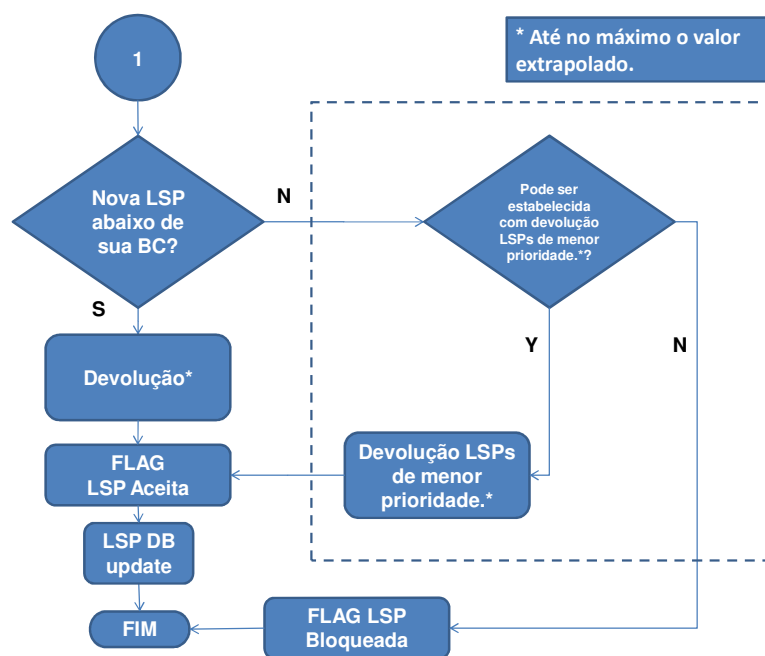 1
* Até no máximo o valor
extrapolado.
Nova LSP
abaixo de
sua BC?
N
Pode ser
estabelecida
com devolução
LSPs de menor
prioridade.*?
S
Y
N
Devolução*
FLAG
LSP Aceita
Devolução LSPs
de menor
prioridade.*
LSP DB
update
FIM
FLAG LSP
Bloqueada